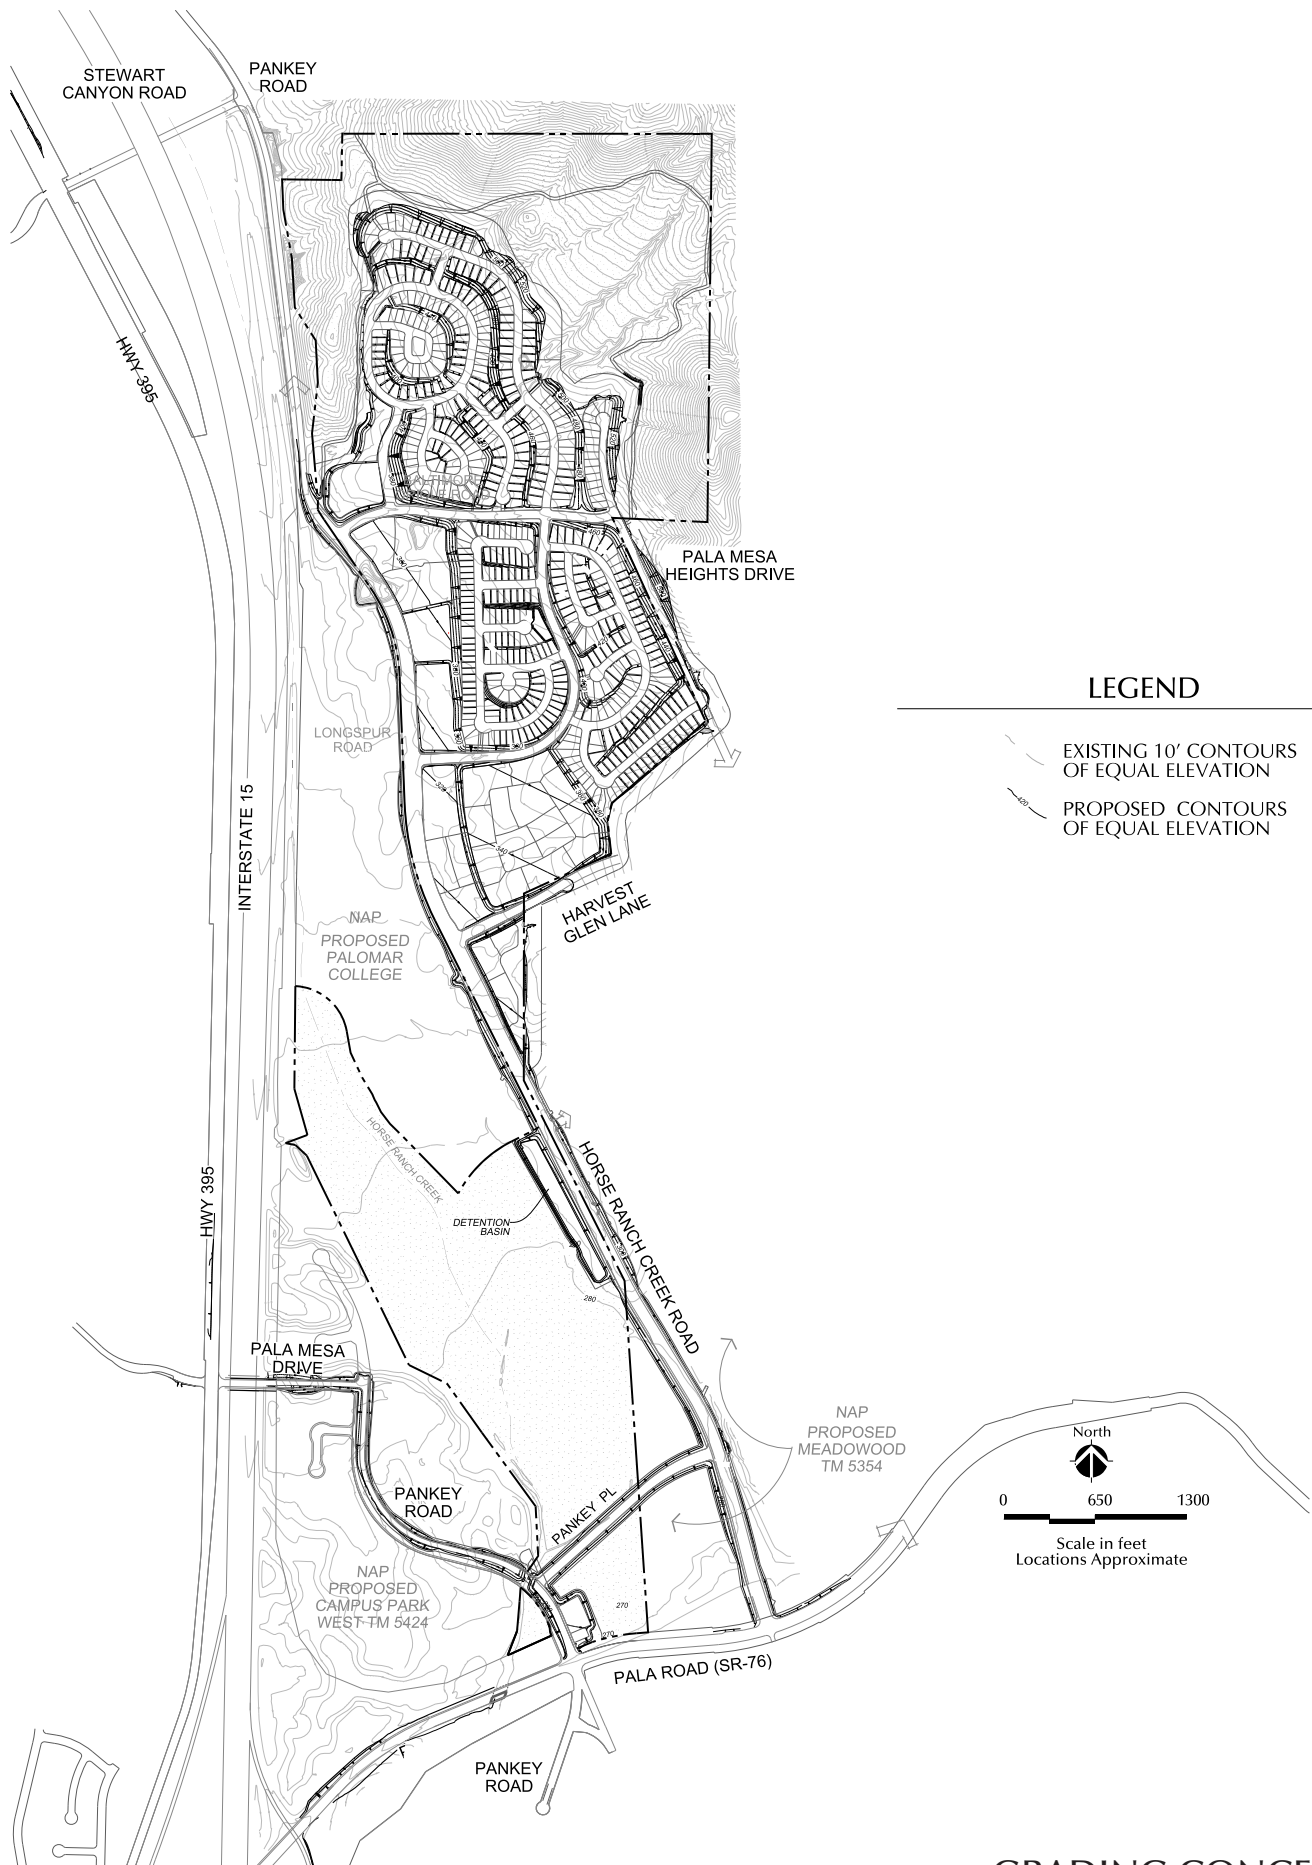 STEWART
CANYON ROAD
PANKEY
ROAD
HWY 395
PALA MESA
HEIGHTS DRIVE
LEGEND
EXISTING 10' CONTOURS
OF EQUAL ELEVATION
420
PROPOSED CONTOURS
OF EQUAL ELEVATION
LONGSPUR
ROAD
INTERSTATE 15
340
HARVEST
GLEN LANE
NAP
PROPOSED
PALOMAR
COLLEGE
HORSE RANCH CREEK
HORSE RANCH CREEK ROAD
HWY 395
DETENTION
BASIN
280
PALA MESA
DRIVE
NAP
PROPOSED
MEADOWOOD
TM 5354
North
0 650 1300
Scale in feet
Locations Approximate
PANKEY
ROAD
PANKEY PL
NAP
PROPOSED
CAMPUS PARK
WEST TM 5424
270
270
PALA ROAD (SR-76)
PANKEY
ROAD